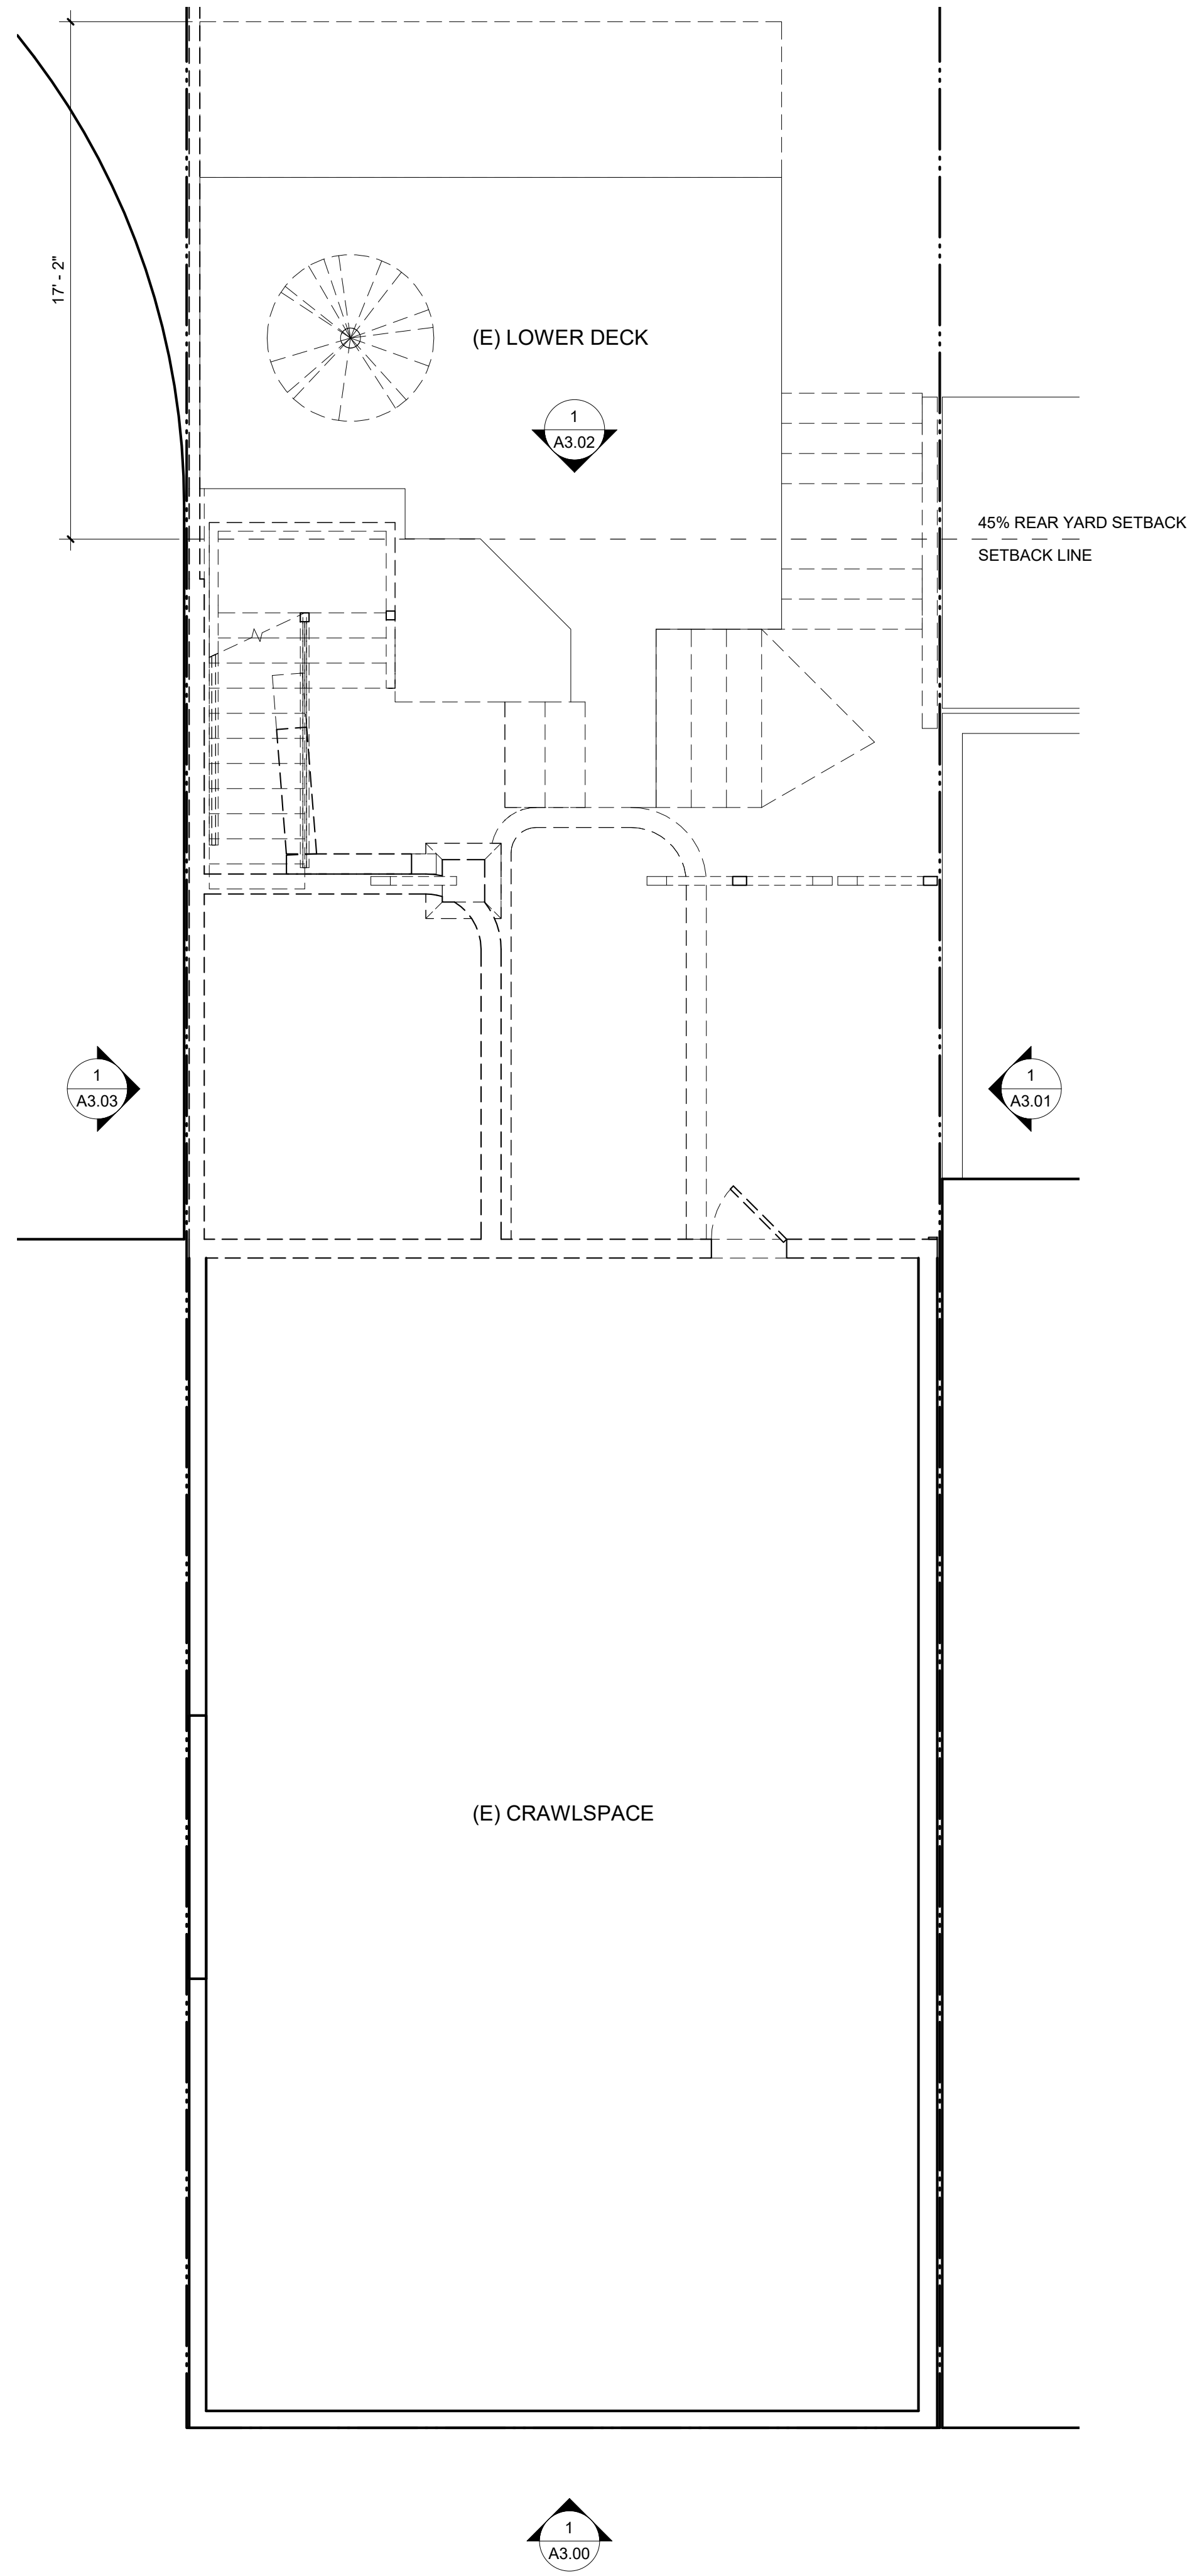 17' - 2"
(E) LOWER DECK
1
A3.02
45% REAR YARD SETBACK
SETBACK LINE
1
A3.03
1
A3.01
(E) CRAWLSPACE
1
A3.00